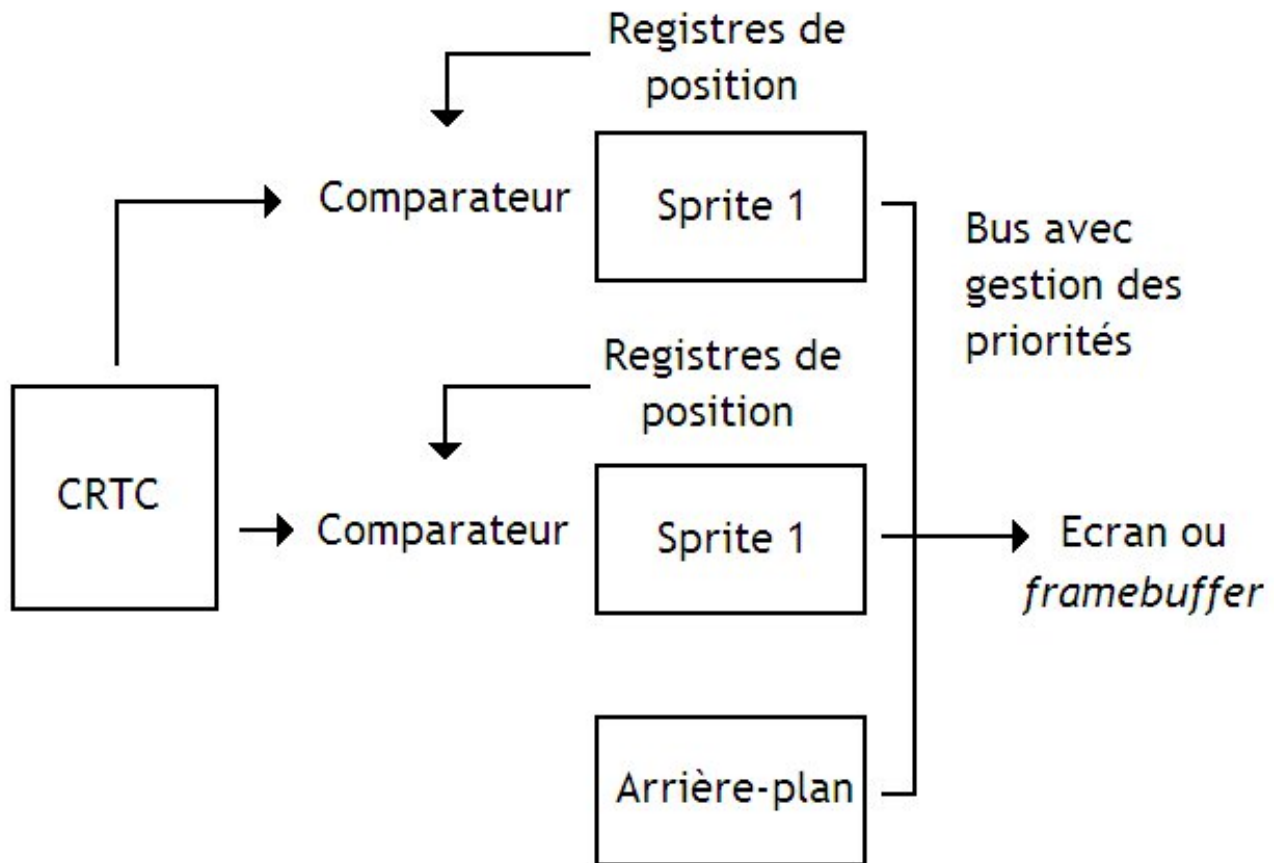 Registres de
position
Comparateur
Sprite 1
Bus avec
gestion des
priorités
Registres de
position
CRTC
Comparateur
Sprite 1
Ecran ou
framebuffer
Arrière-plan